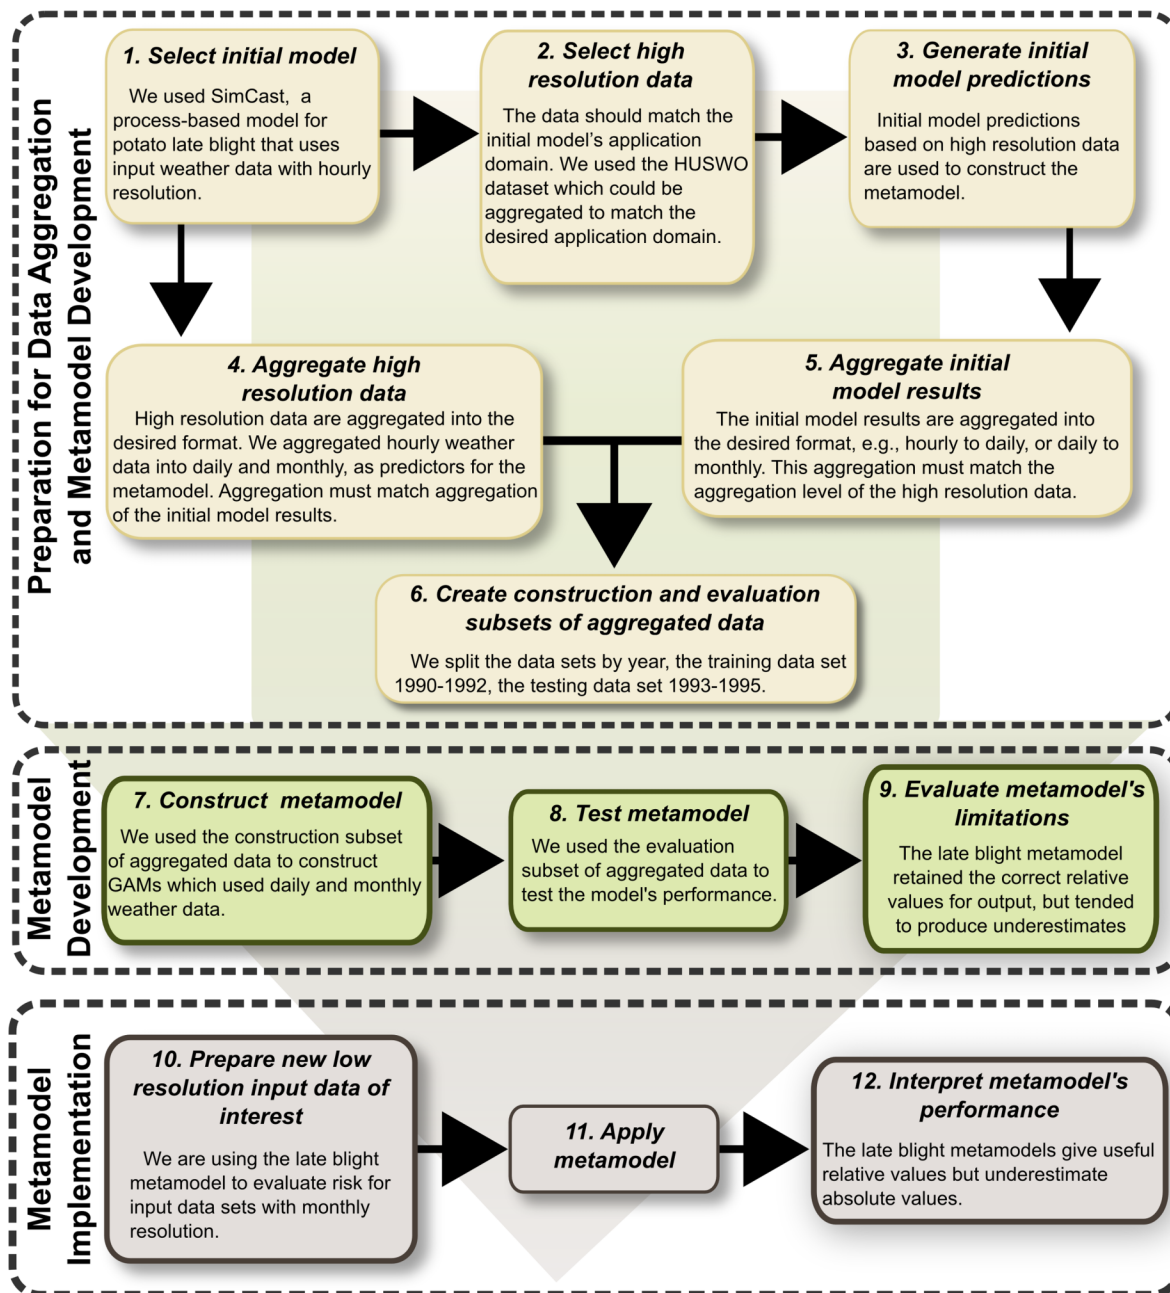 Preparation for Data Aggregation
and Metamodel Development
1. Select initial model
We used SimCast, a
process-based model for
potato late blight that uses
input weather data with hourly
resolution.
2. Select high
resolution data
The data should match the
initial model's application
domain. We used the HUSWO
dataset which could be
aggregated to match the
desired application domain.
3. Generate initial
model predictions
Initial model predictions
based on high resolution data
are used to construct the
metamodel.
4. Aggregate high
resolution data
High resolution data are aggregated into the
desired format. We aggregated hourly weather
data into daily and monthly, as predictors for the
metamodel. Aggregation must match aggregation
of the initial model results.
5. Aggregate initial
model results
The initial model results are aggregated into
the desired format, e.g., hourly to daily, or daily to
monthly. This aggregation must match the
aggregation level of the high resolution data.
6. Create construction and evaluation
subsets of aggregated data
We split the data sets by year, the training data set
1990-1992, the testing data set 1993-1995.
Metamodel
Development
7. Construct metamodel
We used the construction subset
of aggregated data to construct
GAMs which used daily and monthly
weather data.
8. Test metamodel
We used the evaluation
subset of aggregated data to
test the model's performance.
9. Evaluate metamodel's
limitations
The late blight metamodel
retained the correct relative
values for output, but tended
to produce underestimates
Metamodel
Implementation
10. Prepare new low
resolution input data of
interest
We are using the late blight
metamodel to evaluate risk for
input data sets with monthly
resolution.
11. Apply
metamodel
12. Interpret metamodel's
performance
The late blight metamodels give useful
relative values but underestimate
absolute values.